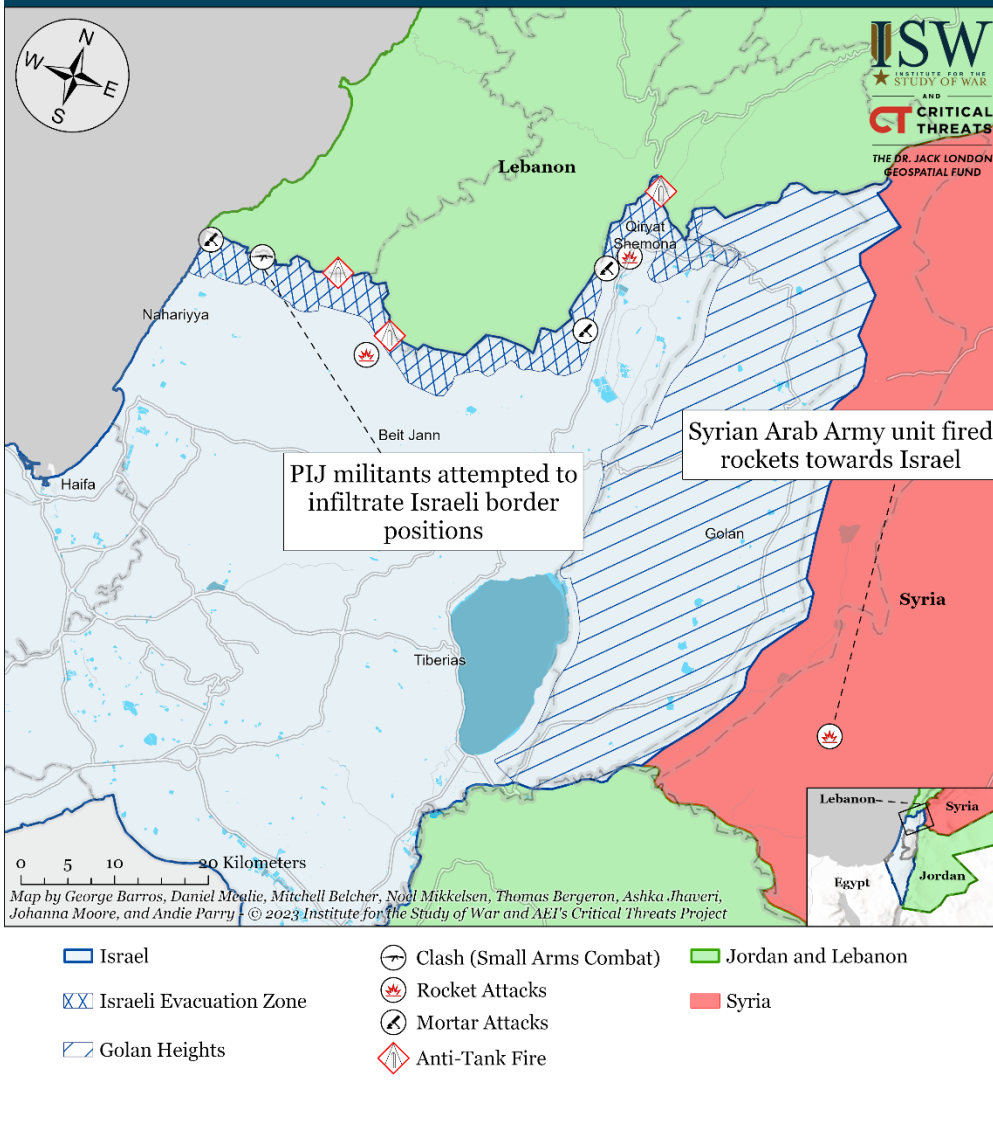 N
W
E
S
ISW
INSTITUTE FOR THE
STUDY OF WAR
AND
CT CRITICAL
THREATS
THE DR. JACK LONDON
GEOSPATIAL FUND
Lebanon
Qiryat
Shemona
Nahariyya
Beit Jann
Haifa
PIJ militants attempted to
infiltrate Israeli border
positions
Syrian Arab Army unit fired
rockets towards Israel
Golan
Syria
Tiberias
Lebanon
Syria
Egypt
Jordan
0 5 10 20 Kilometers
Map by George Barros, Daniel Mealie, Mitchell Belcher, Noel Mikkelsen, Thomas Bergeron, Ashka Jhaveri,
Johanna Moore, and Andie Parry - © 2023 Institute for the Study of War and AEI's Critical Threats Project
Israel
Israeli Evacuation Zone
Golan Heights
Clash (Small Arms Combat)
Rocket Attacks
Mortar Attacks
Anti-Tank Fire
Jordan and Lebanon
Syria